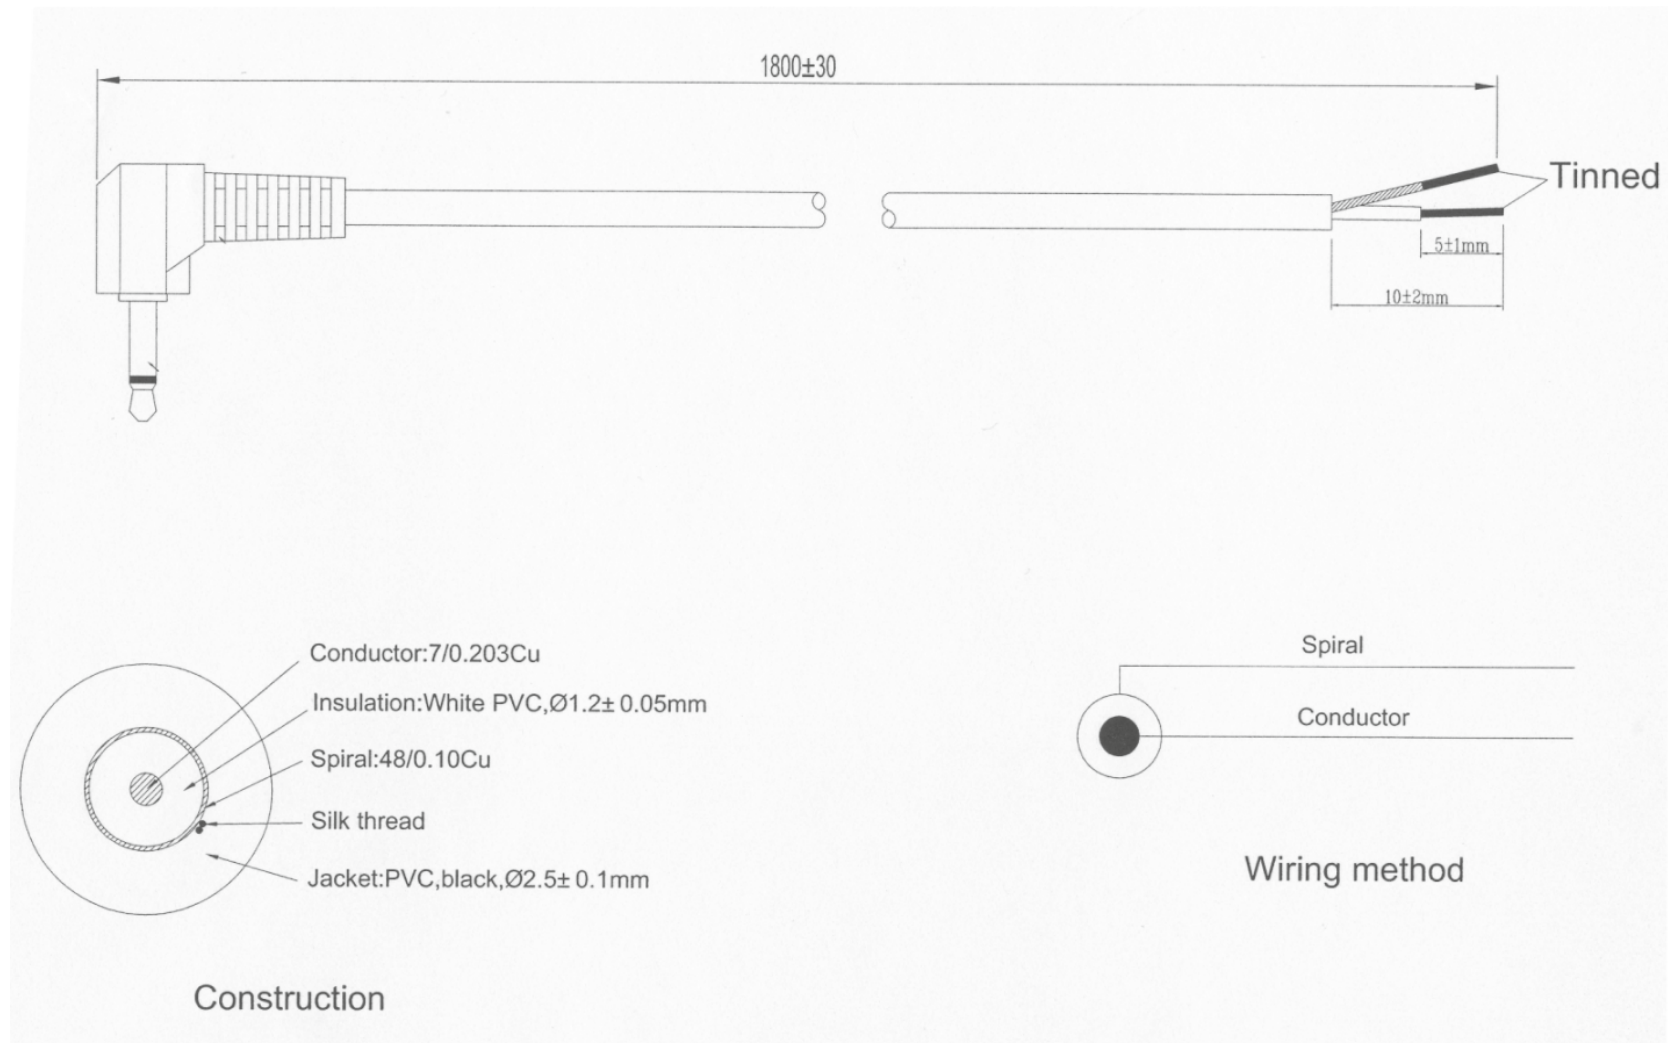 1800±30
Tinned
5±1mm
10±2mm
Conductor:7/0.203Cu
Insulation:White PVC,Ø1.2±0.05mm
Spiral:48/0.10Cu
Silk thread
Jacket:PVC,black,Ø2.5±0.1mm
Construction
Spiral
Conductor
Wiring method